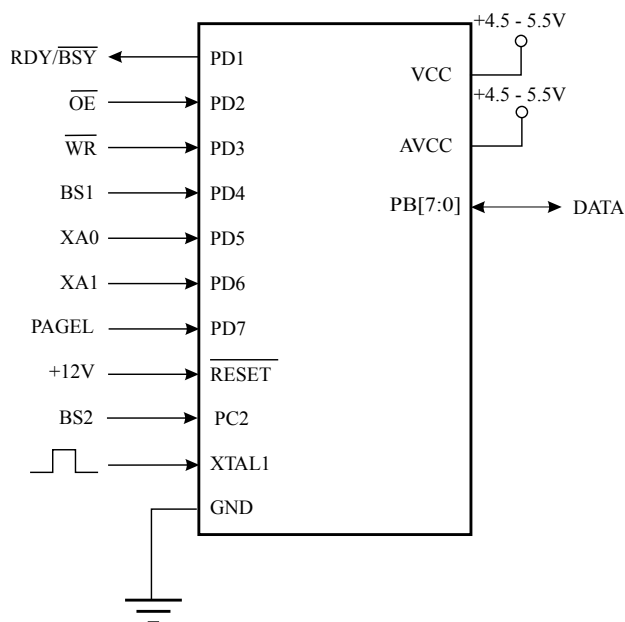 +4.5 - 5.5V
RDY/BSY PD1
VCC
OE PD2
+4.5 - 5.5V
WR PD3
AVCC
BS1 PD4
PB[7:0] DATA
XA0 PD5
XA1 PD6
PAGEL PD7
+12V RESET
BS2 PC2
XTAL1
GND